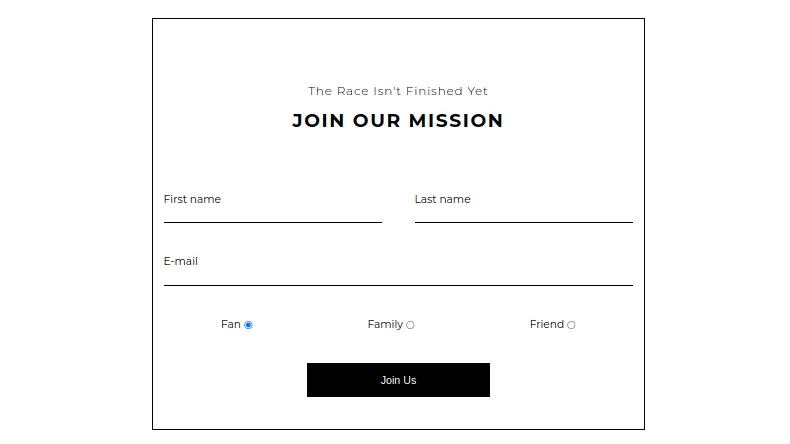 The Race Isn't Finished Yet
JOIN OUR MISSION
First name Last name
E-mail
Fan Family Friend
Join Us